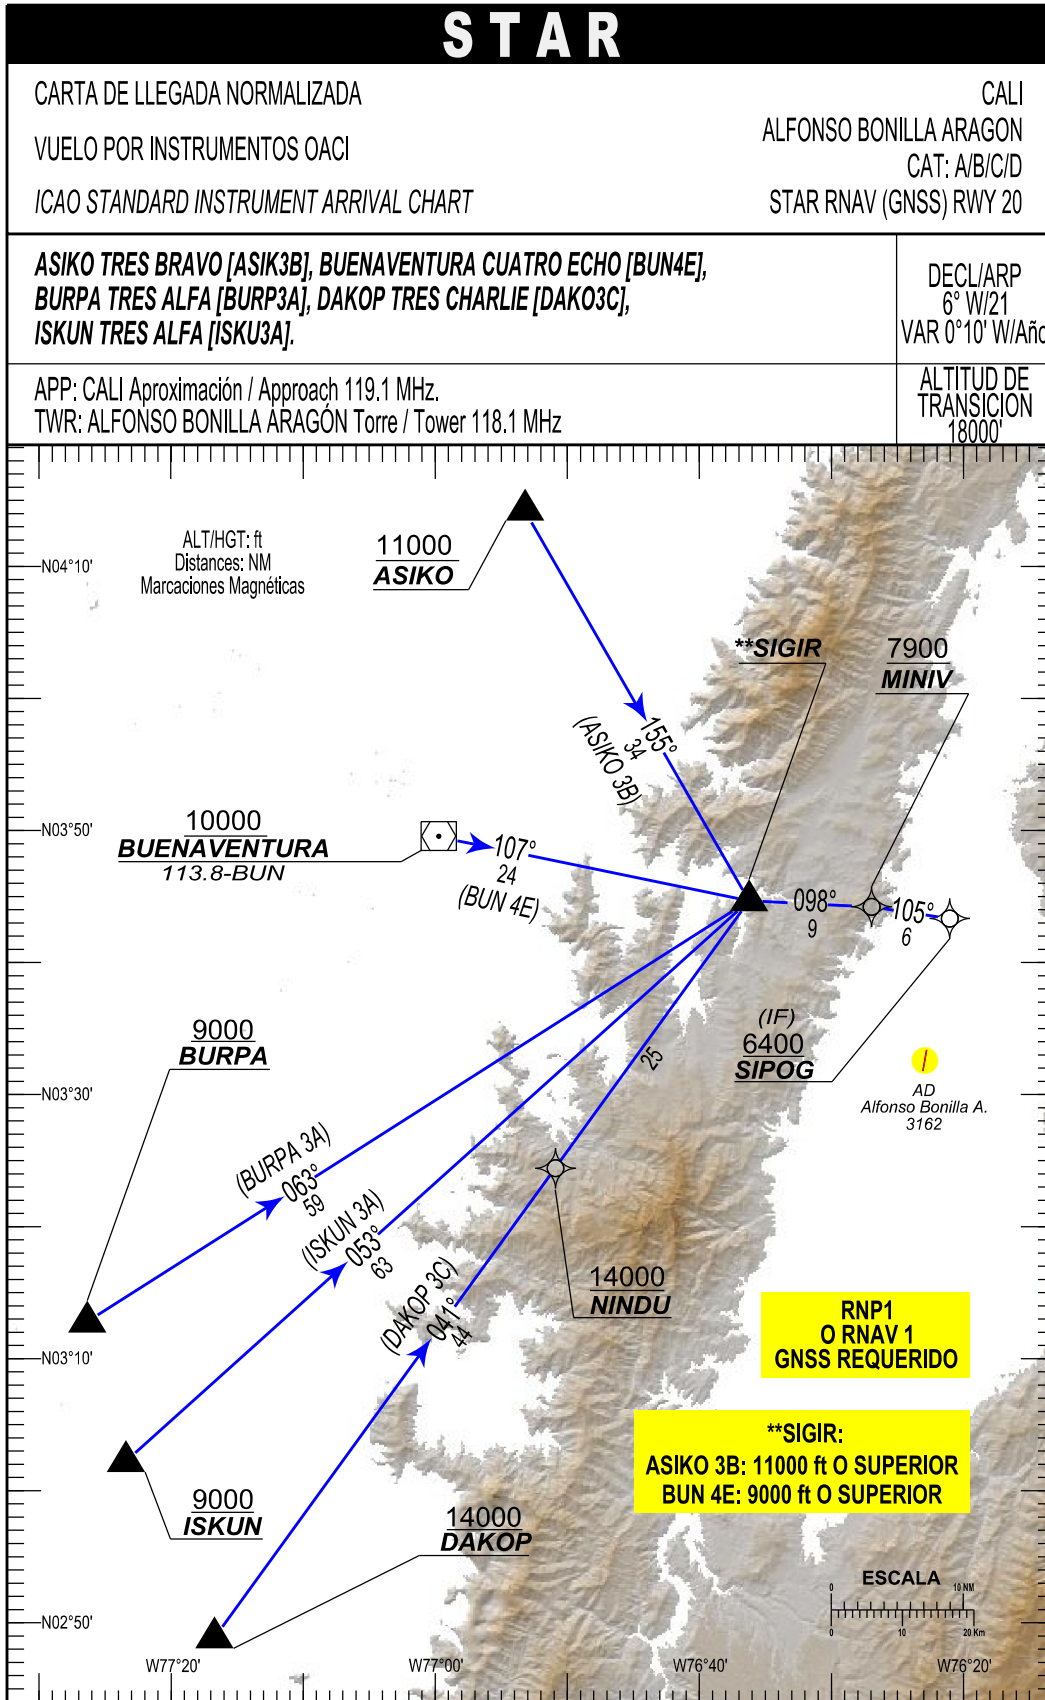 STAR
CARTA DE LLEGADA NORMALIZADA
VUELO POR INSTRUMENTOS OACI
ICAO STANDARD INSTRUMENT ARRIVAL CHART
CALI
ALFONSO BONILLA ARAGON
CAT: A/B/C/D
STAR RNAV (GNSS) RWY 20
ASIKO TRES BRAVO [ASIK3B], BUENAVENTURA CUATRO ECHO [BUN4E],
BURPA TRES ALFA [BURP3A], DAKOP TRES CHARLIE [DAKO3C],
ISKUN TRES ALFA [ISKU3A].
DECL/ARP
6° W/21
VAR 0°10' W/Año
APP: CALI Aproximación / Approach 119.1 MHz.
TWR: ALFONSO BONILLA ARAGÓN Torre / Tower 118.1 MHz
ALTITUD DE
TRANSICION
18000'
ALT/HGT: ft
Distances: NM
Marcaciones Magnéticas
11000
ASIKO
N04°10'
**SIGIR
7900
MINIV
155°
34
(ASIKO 3B)
N03°50'
10000
BUENAVENTURA
113.8-BUN
107°
24
(BUN 4E)
098°
9
105°
6
(IF)
6400
SIPOG
9000
BURPA
25
AD
Alfonso Bonilla A.
3162
N03°30'
(BURPA 3A)
063°
59
(ISKUN 3A)
053°
63
(DAKOP 3C)
041°
44
14000
NINDU
RNP1
O RNAV 1
GNSS REQUERIDO
N03°10'
**SIGIR:
ASIKO 3B: 11000 ft O SUPERIOR
BUN 4E: 9000 ft O SUPERIOR
9000
ISKUN
14000
DAKOP
ESCALA
0 10 NM
0 10 20 Km
N02°50'
W77°20' W77°00' W76°40' W76°20'